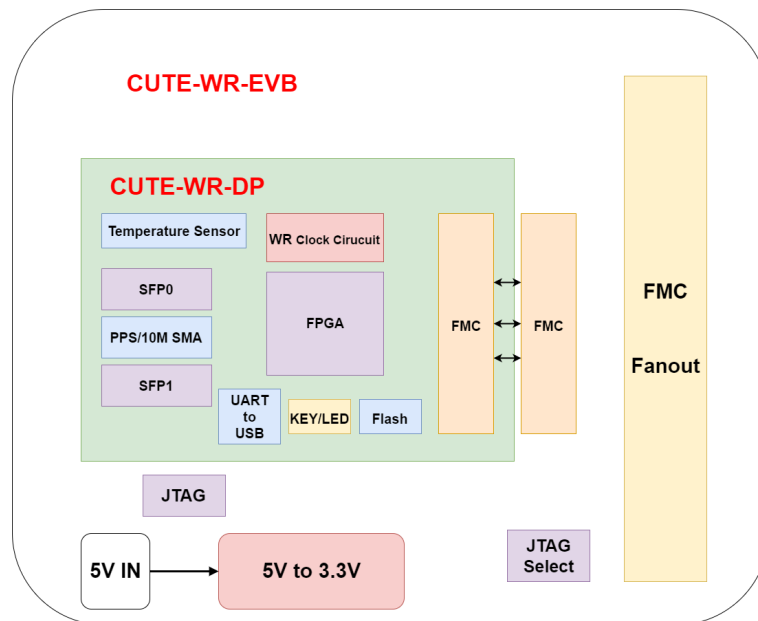 CUTE-WR-EVB
CUTE-WR-DP
Temperature Sensor
WR Clock Cirucuit
SFP0
FPGA
PPS/10M SMA
SFP1
FMC
FMC
FMC
Fanout
UART
to
USB
KEY/LED
Flash
JTAG
5V IN
5V to 3.3V
JTAG
Select